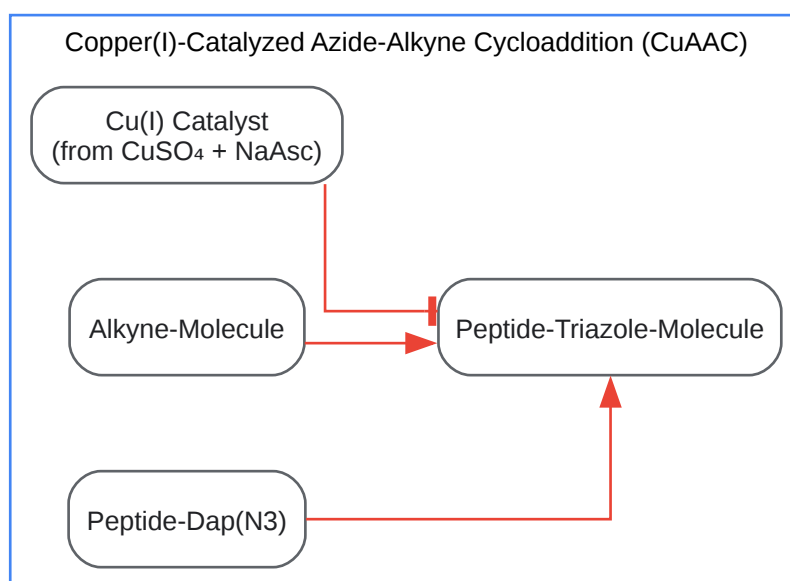 Copper(I)-Catalyzed Azide-Alkyne Cycloaddition (CuAAC)
Cu(I) Catalyst
(from CuSO₄ + NaAsc)
Alkyne-Molecule
Peptide-Triazole-Molecule
Peptide-Dap(N3)